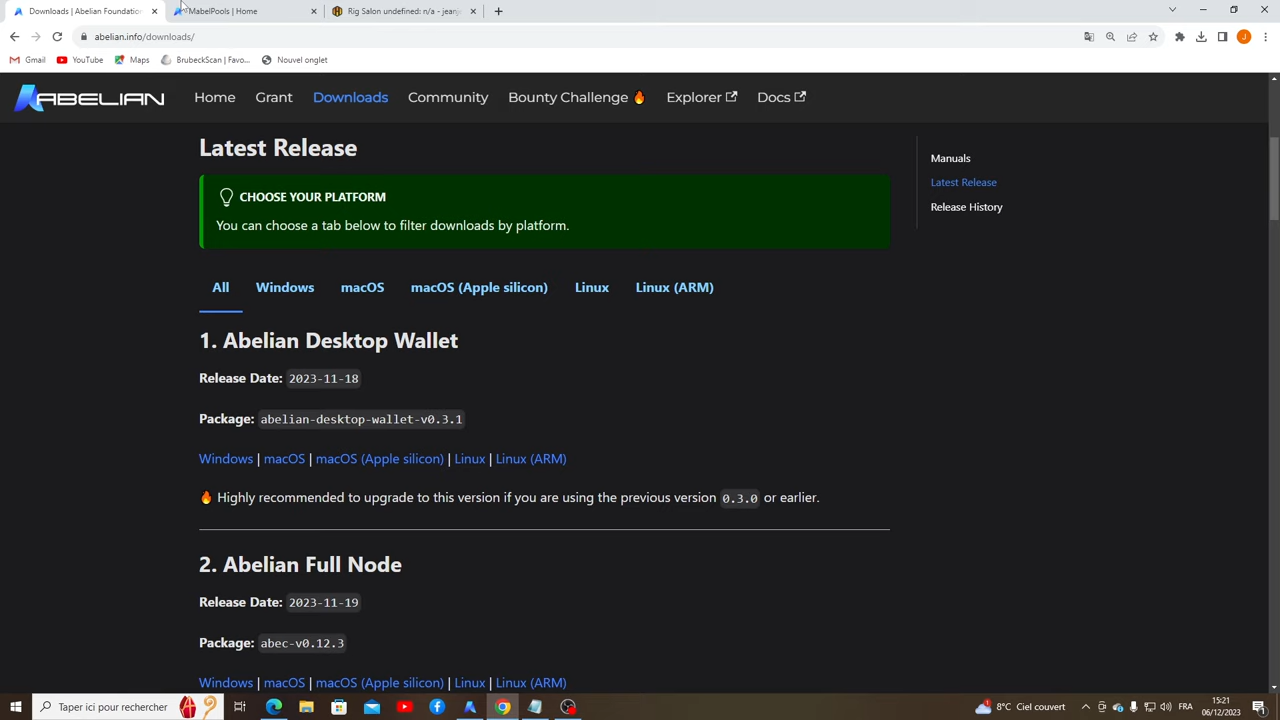 Downloads | Abelian Foundation
MabelPools | Home
Rig Salon undefined: n/a - jeanj
abelian.info/downloads/
Gmail
YouTube
Maps
BrubeckScan | Favo...
Nouvel onglet
ABELIAN
Home
Grant
Downloads
Community
Bounty Challenge 🔥
Explorer
Docs
Latest Release
CHOOSE YOUR PLATFORM
You can choose a tab below to filter downloads by platform.
Manuals
Latest Release
Release History
All
Windows
macOS
macOS (Apple silicon)
Linux
Linux (ARM)
1. Abelian Desktop Wallet
Release Date: 2023-11-18
Package: abelian-desktop-wallet-v0.3.1
Windows | macOS | macOS (Apple silicon) | Linux | Linux (ARM)
🔥 Highly recommended to upgrade to this version if you are using the previous version 0.3.0 or earlier.
2. Abelian Full Node
Release Date: 2023-11-19
Package: abec-v0.12.3
Windows | macOS | macOS (Apple silicon) | Linux | Linux (ARM)
Taper ici pour rechercher
8°C Ciel couvert
FRA
15:21
06/12/2023